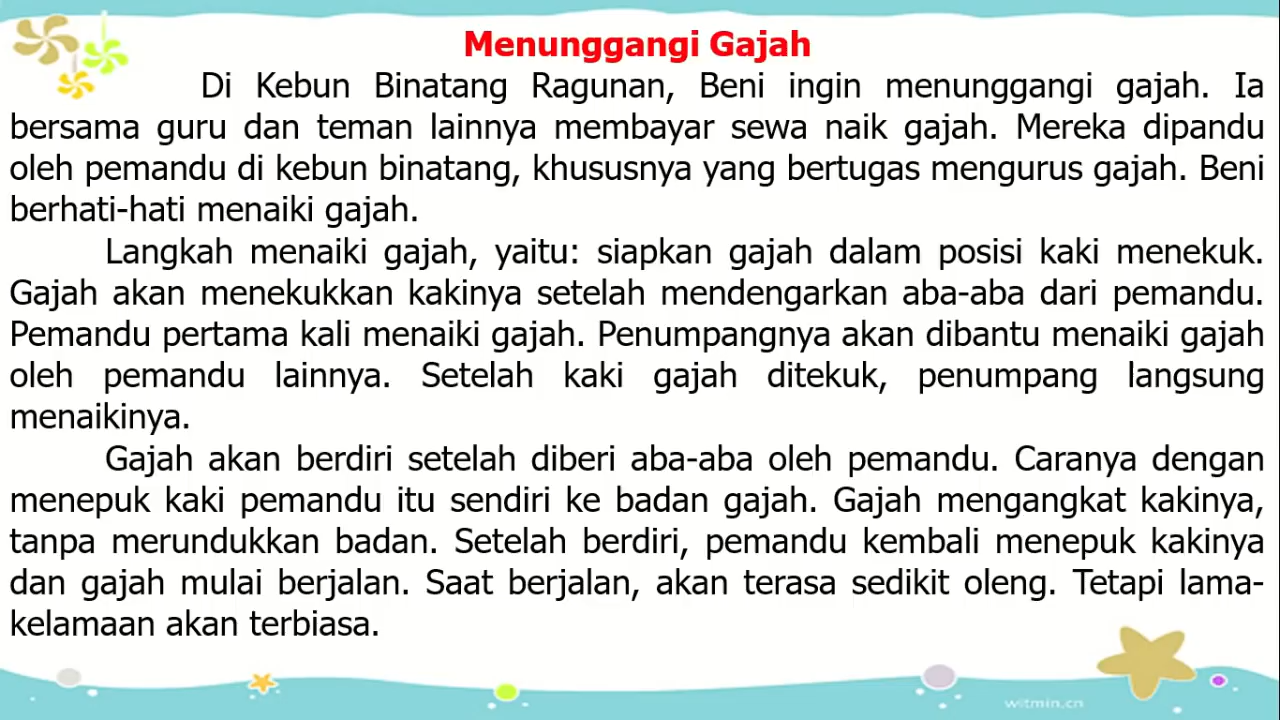 Menunggangi Gajah
Di Kebun Binatang Ragunan, Beni ingin menunggangi gajah. Ia
bersama guru dan teman lainnya membayar sewa naik gajah. Mereka dipandu
oleh pemandu di kebun binatang, khususnya yang bertugas mengurus gajah. Beni
berhati-hati menaiki gajah.
Langkah menaiki gajah, yaitu: siapkan gajah dalam posisi kaki menekuk.
Gajah akan menekukkan kakinya setelah mendengarkan aba-aba dari pemandu.
Pemandu pertama kali menaiki gajah. Penumpangnya akan dibantu menaiki gajah
oleh pemandu lainnya. Setelah kaki gajah ditekuk, penumpang langsung
menaikinya.
Gajah akan berdiri setelah diberi aba-aba oleh pemandu. Caranya dengan
menepuk kaki pemandu itu sendiri ke badan gajah. Gajah mengangkat kakinya,
tanpa merundukkan badan. Setelah berdiri, pemandu kembali menepuk kakinya
dan gajah mulai berjalan. Saat berjalan, akan terasa sedikit oleng. Tetapi lama-
kelamaan akan terbiasa.
witmin.cn